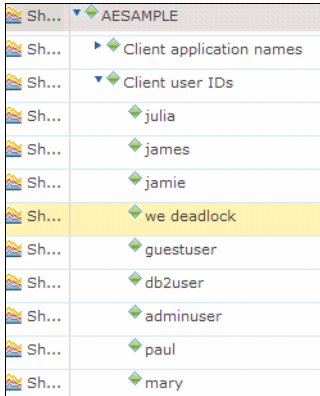 Sh... AESAMPLE
Sh... Client application names
Sh... Client user IDs
Sh... julia
Sh... james
Sh... jamie
Sh... we deadlock
Sh... guestuser
Sh... db2user
Sh... adminuser
Sh... paul
Sh... mary